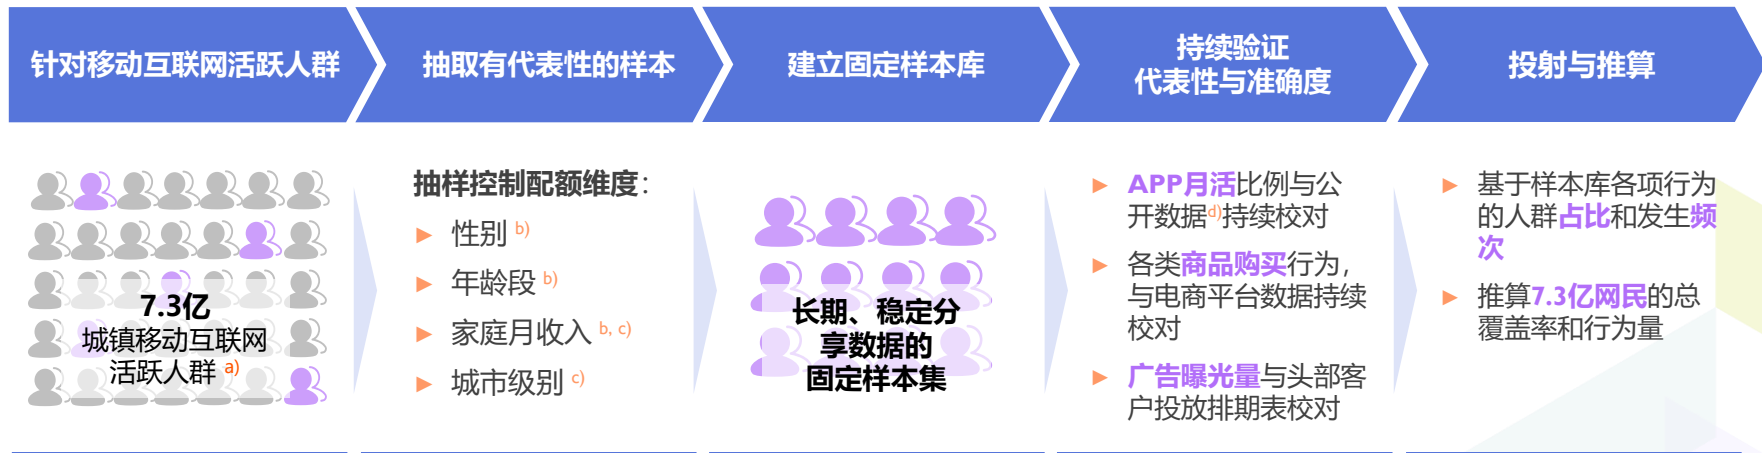 针对移动互联网活跃人群
抽取有代表性的样本
建立固定样本库
持续验证
代表性与准确度
投射与推算
7.3亿
城镇移动互联网
活跃人群 a)
抽样控制配额维度：
► 性别 b)
► 年龄段 b)
► 家庭月收入 b, c)
► 城市级别 c)
长期、稳定分
享数据的
固定样本集
► APP月活比例与公
开数据d)持续校对
► 各类商品购买行为，
与电商平台数据持续
校对
► 广告曝光量与头部客
户投放排期表校对
► 基于样本库各项行为
的人群占比和发生频
次
► 推算7.3亿网民的总
覆盖率和行为量